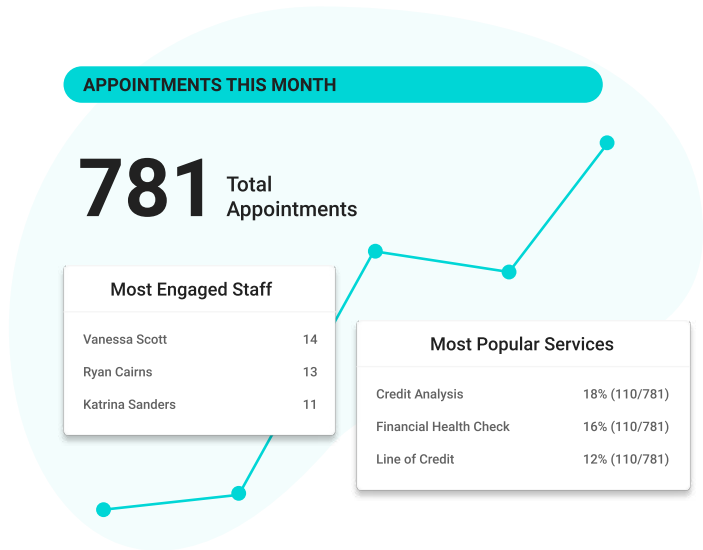 APPOINTMENTS THIS MONTH
781
Total
Appointments
Most Engaged Staff
Vanessa Scott 14
Ryan Cairns 13
Katrina Sanders 11
Most Popular Services
Credit Analysis 18% (110/781)
Financial Health Check 16% (110/781)
Line of Credit 12% (110/781)